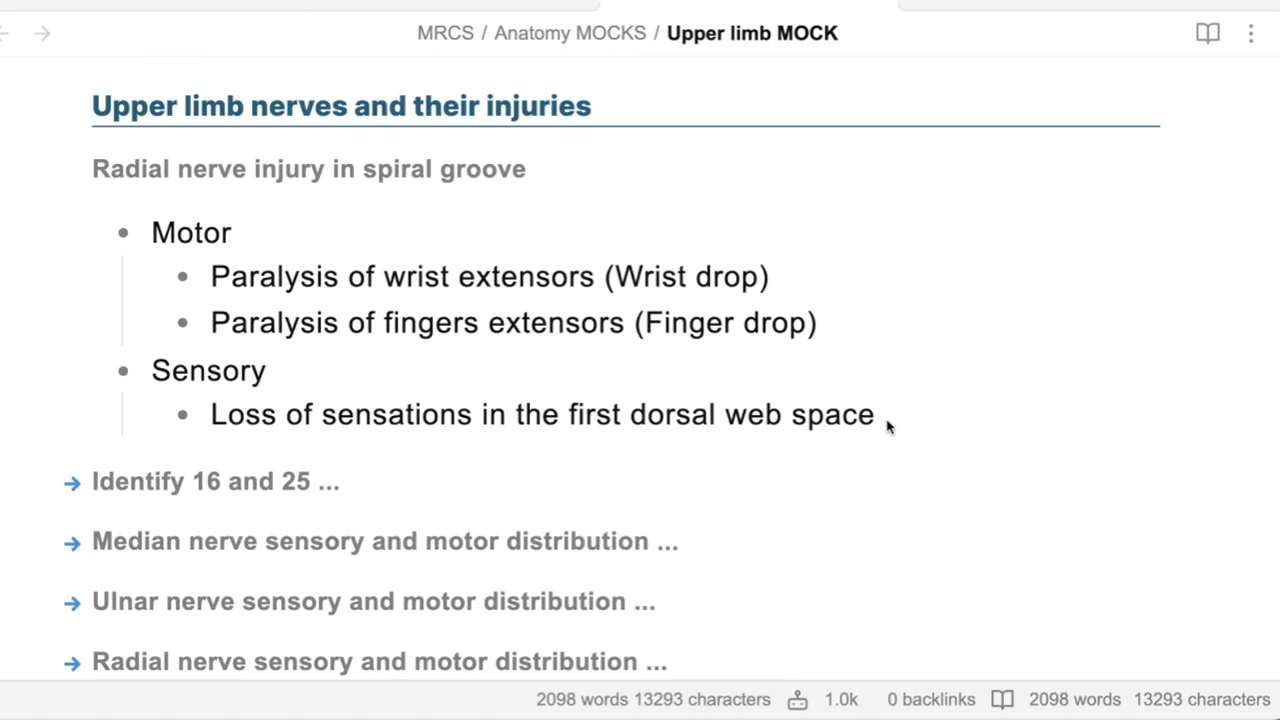 MRCS / Anatomy MOCKS / Upper limb MOCK
Upper limb nerves and their injuries
Radial nerve injury in spiral groove
Motor
Paralysis of wrist extensors (Wrist drop)
Paralysis of fingers extensors (Finger drop)
Sensory
Loss of sensations in the first dorsal web space
Identify 16 and 25 ...
Median nerve sensory and motor distribution ...
Ulnar nerve sensory and motor distribution ...
Radial nerve sensory and motor distribution ...
2098 words 13293 characters 1.0k 0 backlinks 2098 words 13293 characters